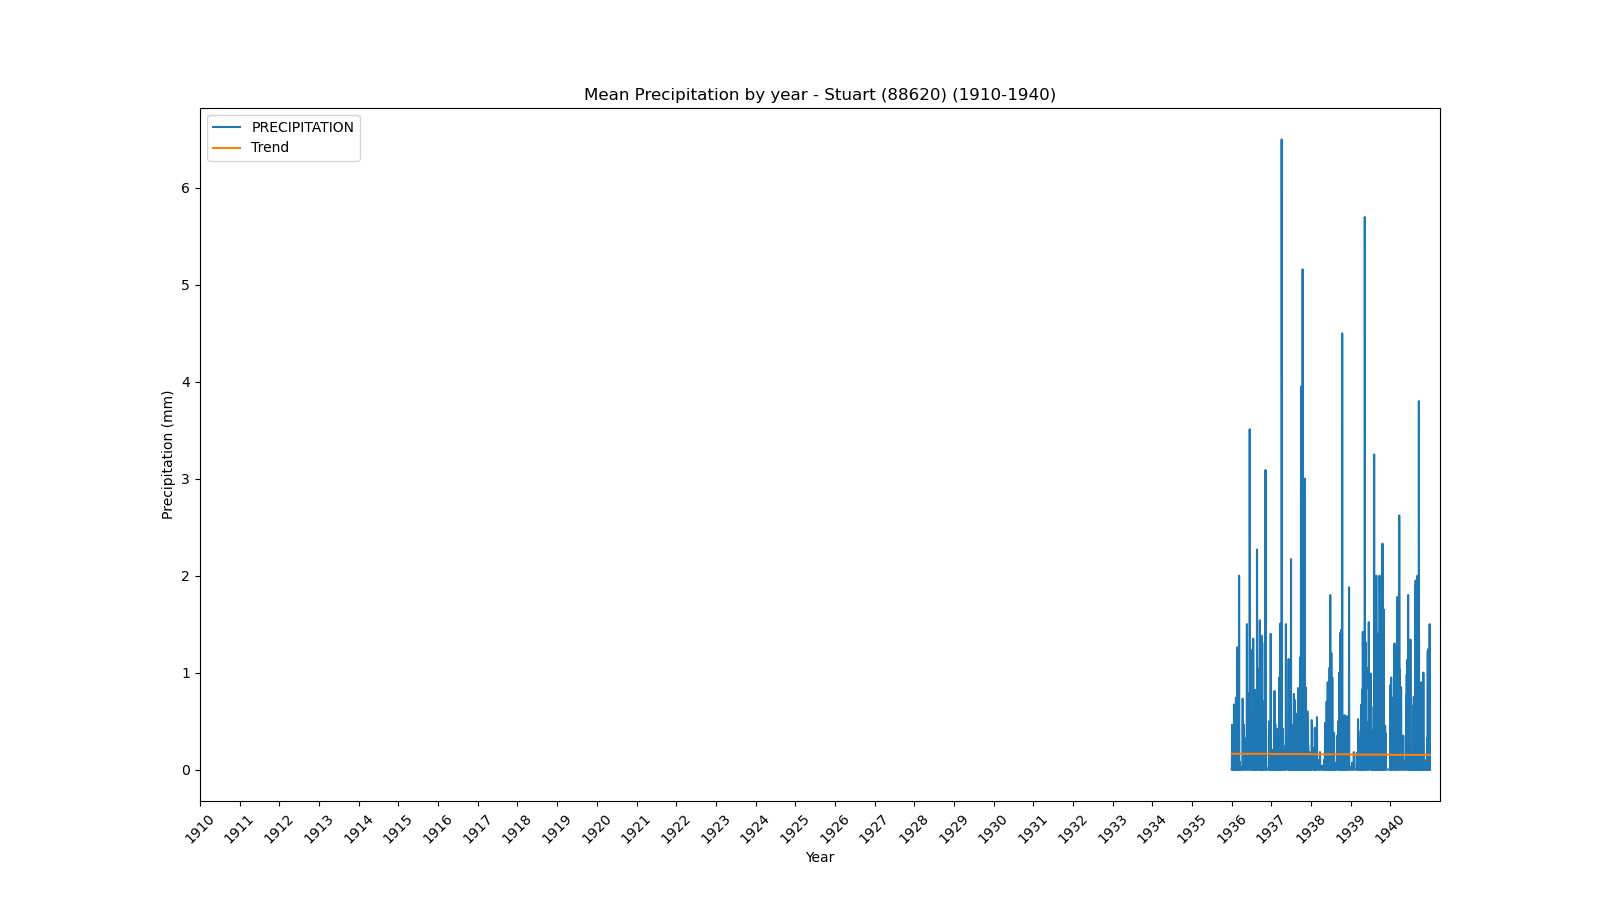 Mean Precipitation by year - Stuart (88620) (1910-1940)
PRECIPITATION
Trend
6
5
4
3
2
1
0
Precipitation (mm)
1910 1911 1912 1913 1914 1915 1916 1917 1918 1919 1920 1921 1922 1923 1924 1925 1926 1927 1928 1929 1930 1931 1932 1933 1934 1935 1936 1937 1938 1939 1940
Year